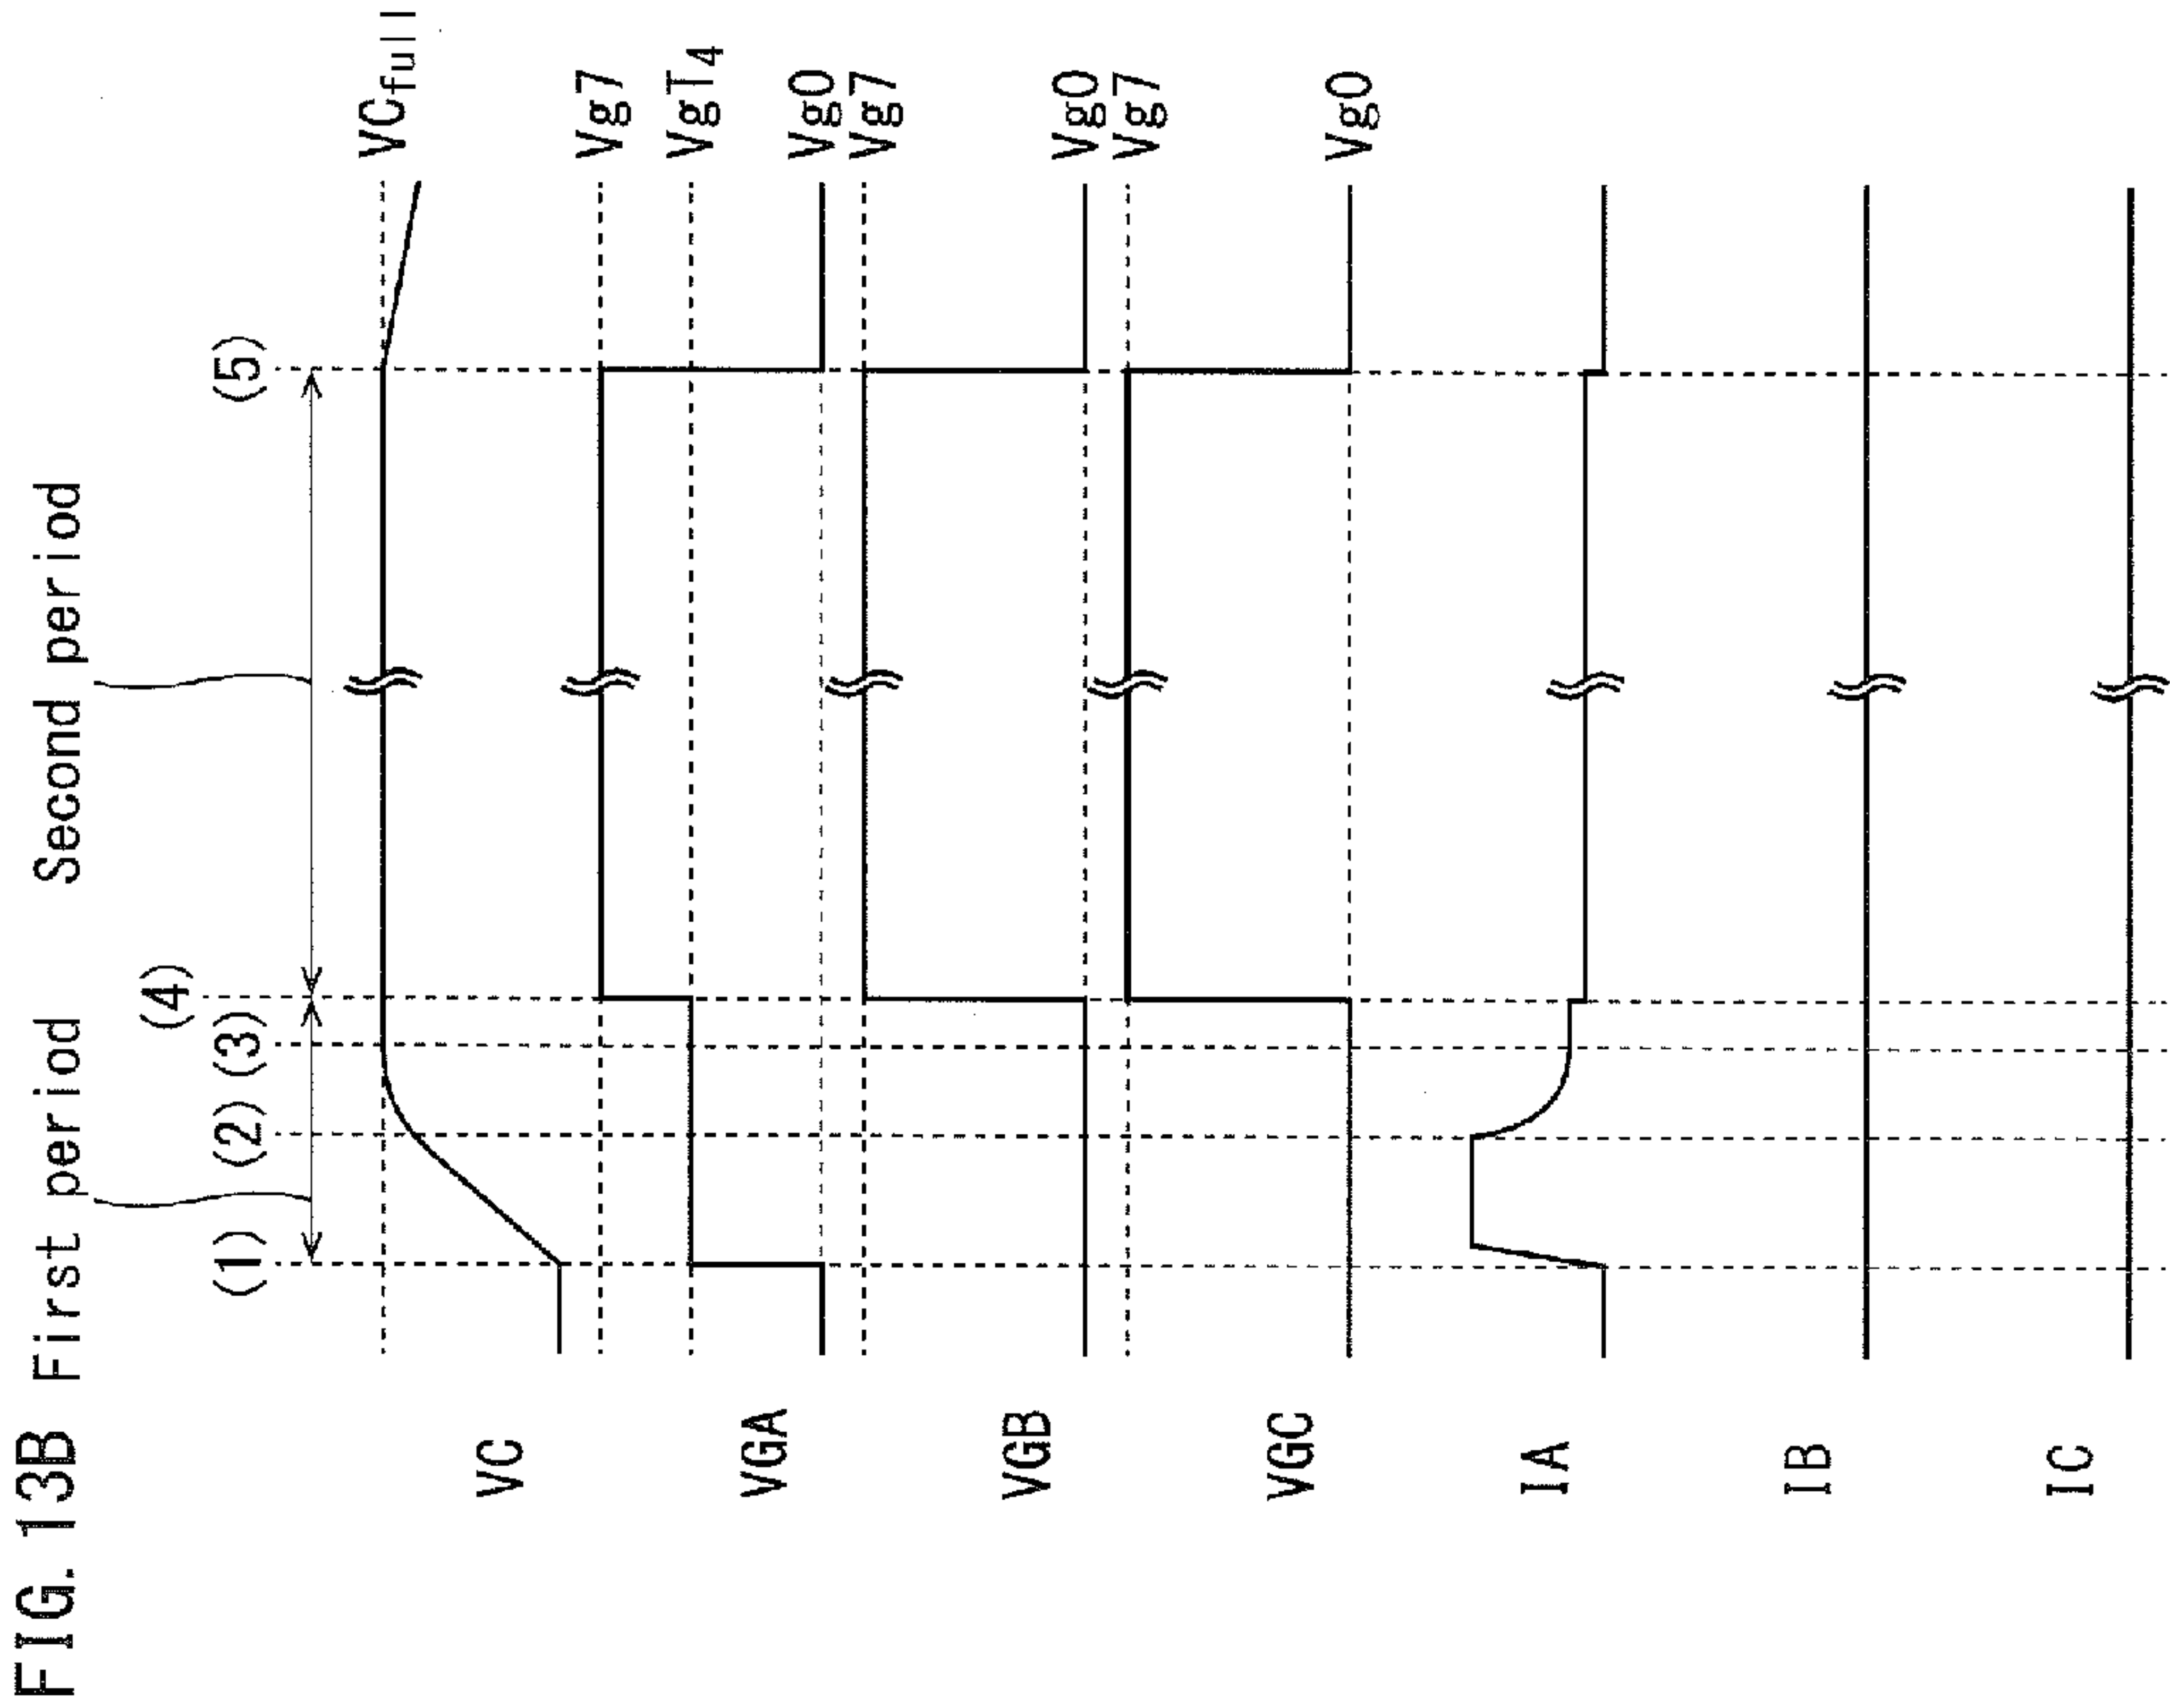 FIG. 13B
First period
Second period
(1) (2) (3)
(4)
(5)
VC
VCfull
VGA
Vg7
VgT4
Vg0
VGB
Vg7
Vg0
VGC
Vg7
Vg0
IA
IB
IC